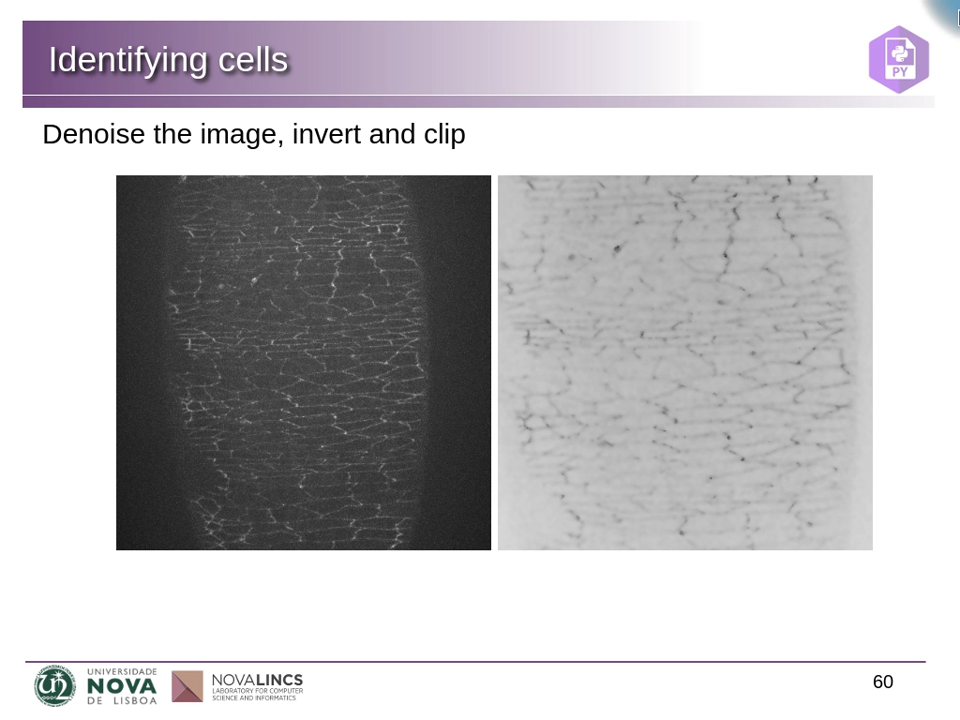 Identifying cells
PY
Denoise the image, invert and clip
UNIVERSIDADE
NOVA
DE LISBOA
NOVALINCS
LABORATORY FOR COMPUTER
SCIENCE AND INFORMATICS
60